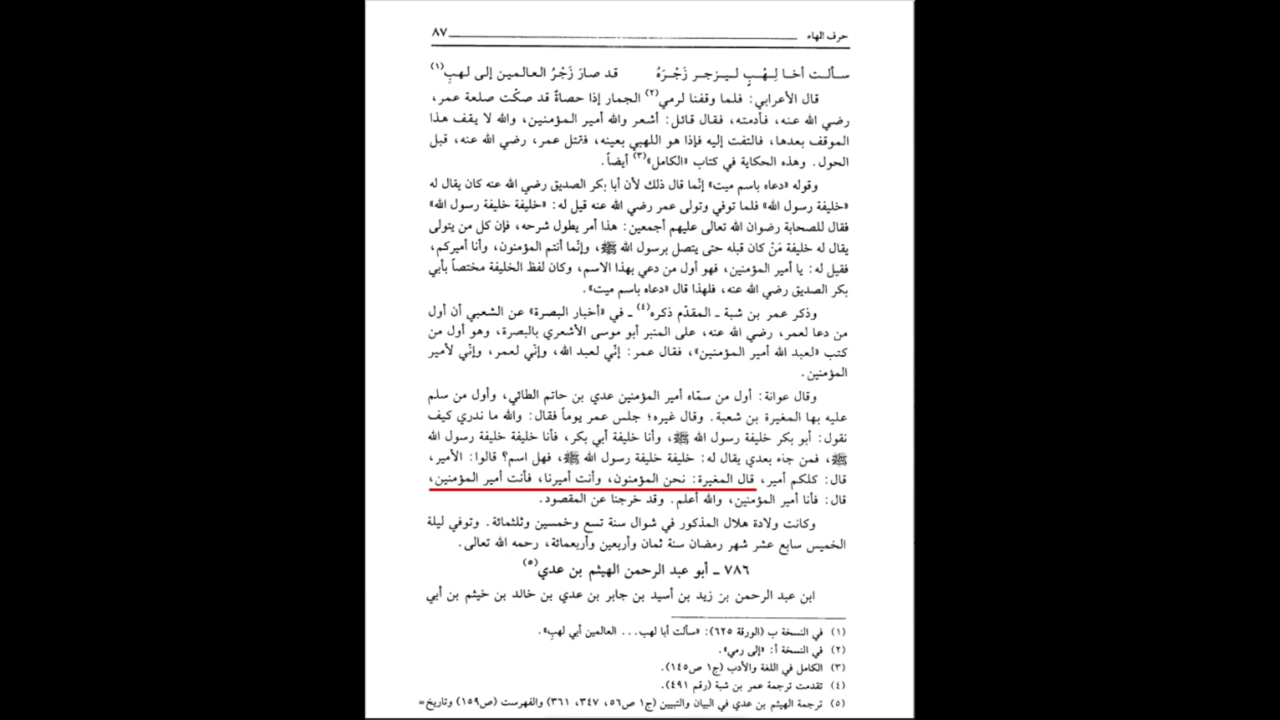 حرف الهاء ــــــــــــ ٨٧
سألت أخا لِهْبٍ ليزجر زَجْرَهُ قد صارَ زَجْرُ العالمين إلى لهبِ(١)
قال الأعرابي: فلما وقفنا لرمي(٢) الجمار إذا حصاةٌ قد صكّت صلعة عمر،
رضي الله عنه، فأدمته، فقال قائل: أشعر والله أمير المؤمنين، والله لا يقف هذا
الموقف بعدها، فالتفت إليه فإذا هو اللهبي بعينه، فقتل عمر، رضي الله عنه، قبل
الحول. وهذه الحكاية في كتاب «الكامل»(٣) أيضاً.
وقوله «دعاه باسم ميت» إنّما قال ذلك لأن أبا بكر الصديق رضي الله عنه كان يقال له
«خليفة رسول الله» فلما توفي وتولى عمر رضي الله عنه قيل له: «خليفة خليفة رسول الله»
فقال للصحابة رضوان الله تعالى عليهم أجمعين: هذا أمر يطول شرحه، فإن كل من يتولى
يقال له خليفة مَنْ كان قبله حتى يتصل برسول الله ﷺ، وإنّما أنتم المؤمنون، وأنا أميركم،
فقيل له: يا أمير المؤمنين، فهو أول من دعي بهذا الاسم، وكان لفظ الخليفة مختصاً بأبي
بكر الصديق رضي الله عنه، فلهذا قال «دعاه باسم ميت».
وذكر عمر بن شبة ـ المقدّم ذكره(٤) ـ في «أخبار البصرة» عن الشعبي أن أول
من دعا لعمر، رضي الله عنه، على المنبر أبو موسى الأشعري بالبصرة، وهو أول من
كتب «لعبد الله أمير المؤمنين»، فقال عمر: إنّي لعبد الله، وإنّي لعمر، وإنّي لأمير
المؤمنين.
وقال عوانة: أول من سمّاه أمير المؤمنين عدي بن حاتم الطائي، وأول من سلم
عليه بها المغيرة بن شعبة. وقال غيره؛ جلس عمر يوماً فقال: والله ما ندري كيف
نقول: أبو بكر خليفة رسول الله ﷺ، وأنا خليفة أبي بكر، فأنا خليفة خليفة رسول الله
ﷺ، فمن جاء بعدي يقال له: خليفة خليفة رسول الله ﷺ، فهل اسم؟ قالوا: الأمير،
قال: كلكم أمير، قال المغيرة: نحن المؤمنون، وأنت أميرنا، فأنت أمير المؤمنين،
قال: فأنا أمير المؤمنين، والله أعلم. وقد خرجنا عن المقصود.
وكانت ولادة هلال المذكور في شوال سنة تسع وخمسين وثلثمائة. وتوفي ليلة
الخميس سابع عشر شهر رمضان سنة ثمان وأربعين وأربعمائة، رحمه الله تعالى.
٧٨٦ ـ أبو عبد الرحمن الهيثم بن عدي(٥)
ابن عبد الرحمن بن زيد بن أسيد بن جابر بن عدي بن خالد بن خيثم بن أبي
(١) في النسخة ب (الورقة ٦٢٥): «سألت أبا لهب... العالمين أبي لهبِ».
(٢) في النسخة أ: «إلى رمي».
(٣) الكامل في اللغة والأدب (ج١ ص١٤٥).
(٤) تقدمت ترجمة عمر بن شبة (رقم ٤٩١).
(٥) ترجمة الهيثم بن عدي في البيان والتبيين (ج١ ص٥٦، ٣٤٧، ٣٦١) والفهرست (ص١٥٩) وتاريخ=